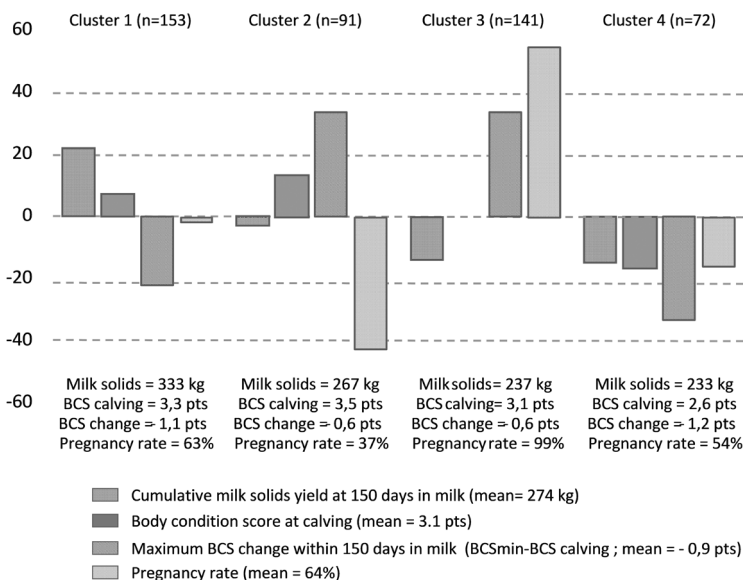 Cluster 1 (n=153) Cluster 2 (n=91) Cluster 3 (n=141) Cluster 4 (n=72)
60
40
20
0
-20
-40
-60
Milk solids = 333 kg Milk solids = 267 kg Milk solids= 237 kg Milk solids = 233 kg
BCS calving = 3,3 pts BCS calving = 3,5 pts BCS calving= 3,1 pts BCS calving = 2,6 pts
BCS change = - 1,1 pts BCS change = - 0,6 pts BCS change = - 0,6 pts BCS change = - 1,2 pts
Pregnancy rate = 63% Pregnancy rate = 37% Pregnancy rate = 99% Pregnancy rate = 54%
Cumulative milk solids yield at 150 days in milk (mean= 274 kg)
Body condition score at calving (mean = 3.1 pts)
Maximum BCS change within 150 days in milk (BCSmin-BCS calving ; mean = - 0,9 pts)
Pregnancy rate (mean = 64%)